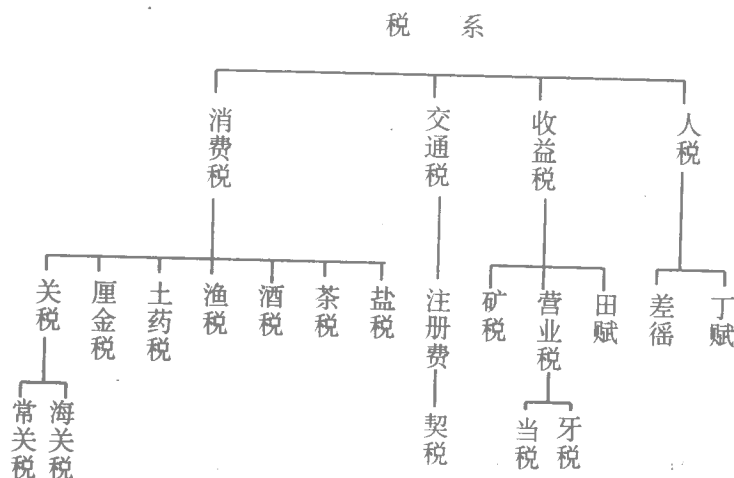 税系
消费税
交通税
收益税
人税
关税
厘金税
土药税
渔税
酒税
茶税
盐税
注册费
矿税
营业税
田赋
差徭
丁赋
常关税
海关税
契税
当税
牙税